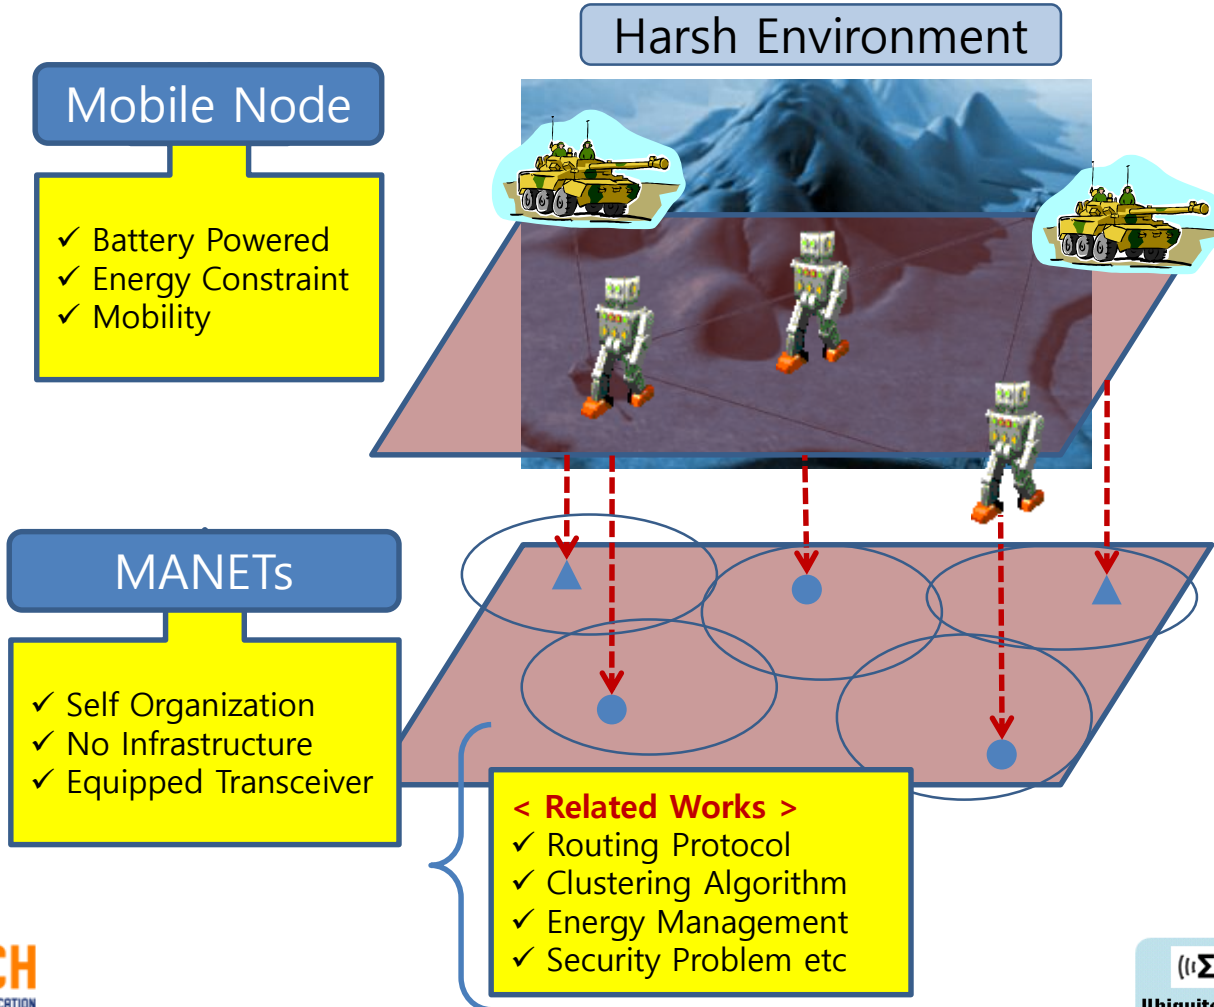 Harsh Environment
Mobile Node
✓ Battery Powered
✓ Energy Constraint
✓ Mobility
MANETs
✓ Self Organization
✓ No Infrastructure
✓ Equipped Transceiver
< Related Works >
✓ Routing Protocol
✓ Clustering Algorithm
✓ Energy Management
✓ Security Problem etc